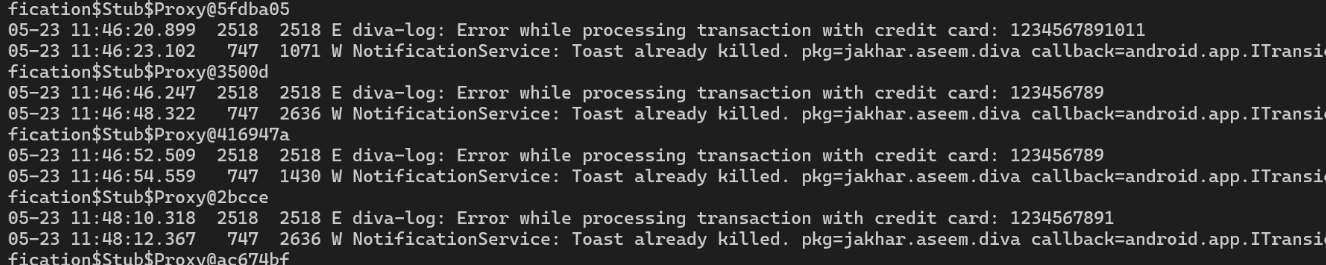 fication$Stub$Proxy@5fdba05
05-23 11:46:20.899  2518  2518 E diva-log: Error while processing transaction with credit card: 1234567891011
05-23 11:46:23.102   747  1071 W NotificationService: Toast already killed. pkg=jakhar.aseem.diva callback=android.app.ITransi
fication$Stub$Proxy@3500d
05-23 11:46:46.247  2518  2518 E diva-log: Error while processing transaction with credit card: 123456789
05-23 11:46:48.322   747  2636 W NotificationService: Toast already killed. pkg=jakhar.aseem.diva callback=android.app.ITransi
fication$Stub$Proxy@416947a
05-23 11:46:52.509  2518  2518 E diva-log: Error while processing transaction with credit card: 123456789
05-23 11:46:54.559   747  1430 W NotificationService: Toast already killed. pkg=jakhar.aseem.diva callback=android.app.ITransi
fication$Stub$Proxy@2bcce
05-23 11:48:10.318  2518  2518 E diva-log: Error while processing transaction with credit card: 1234567891
05-23 11:48:12.367   747  2636 W NotificationService: Toast already killed. pkg=jakhar.aseem.diva callback=android.app.ITransi
fication$Stub$Proxy@ac674bf